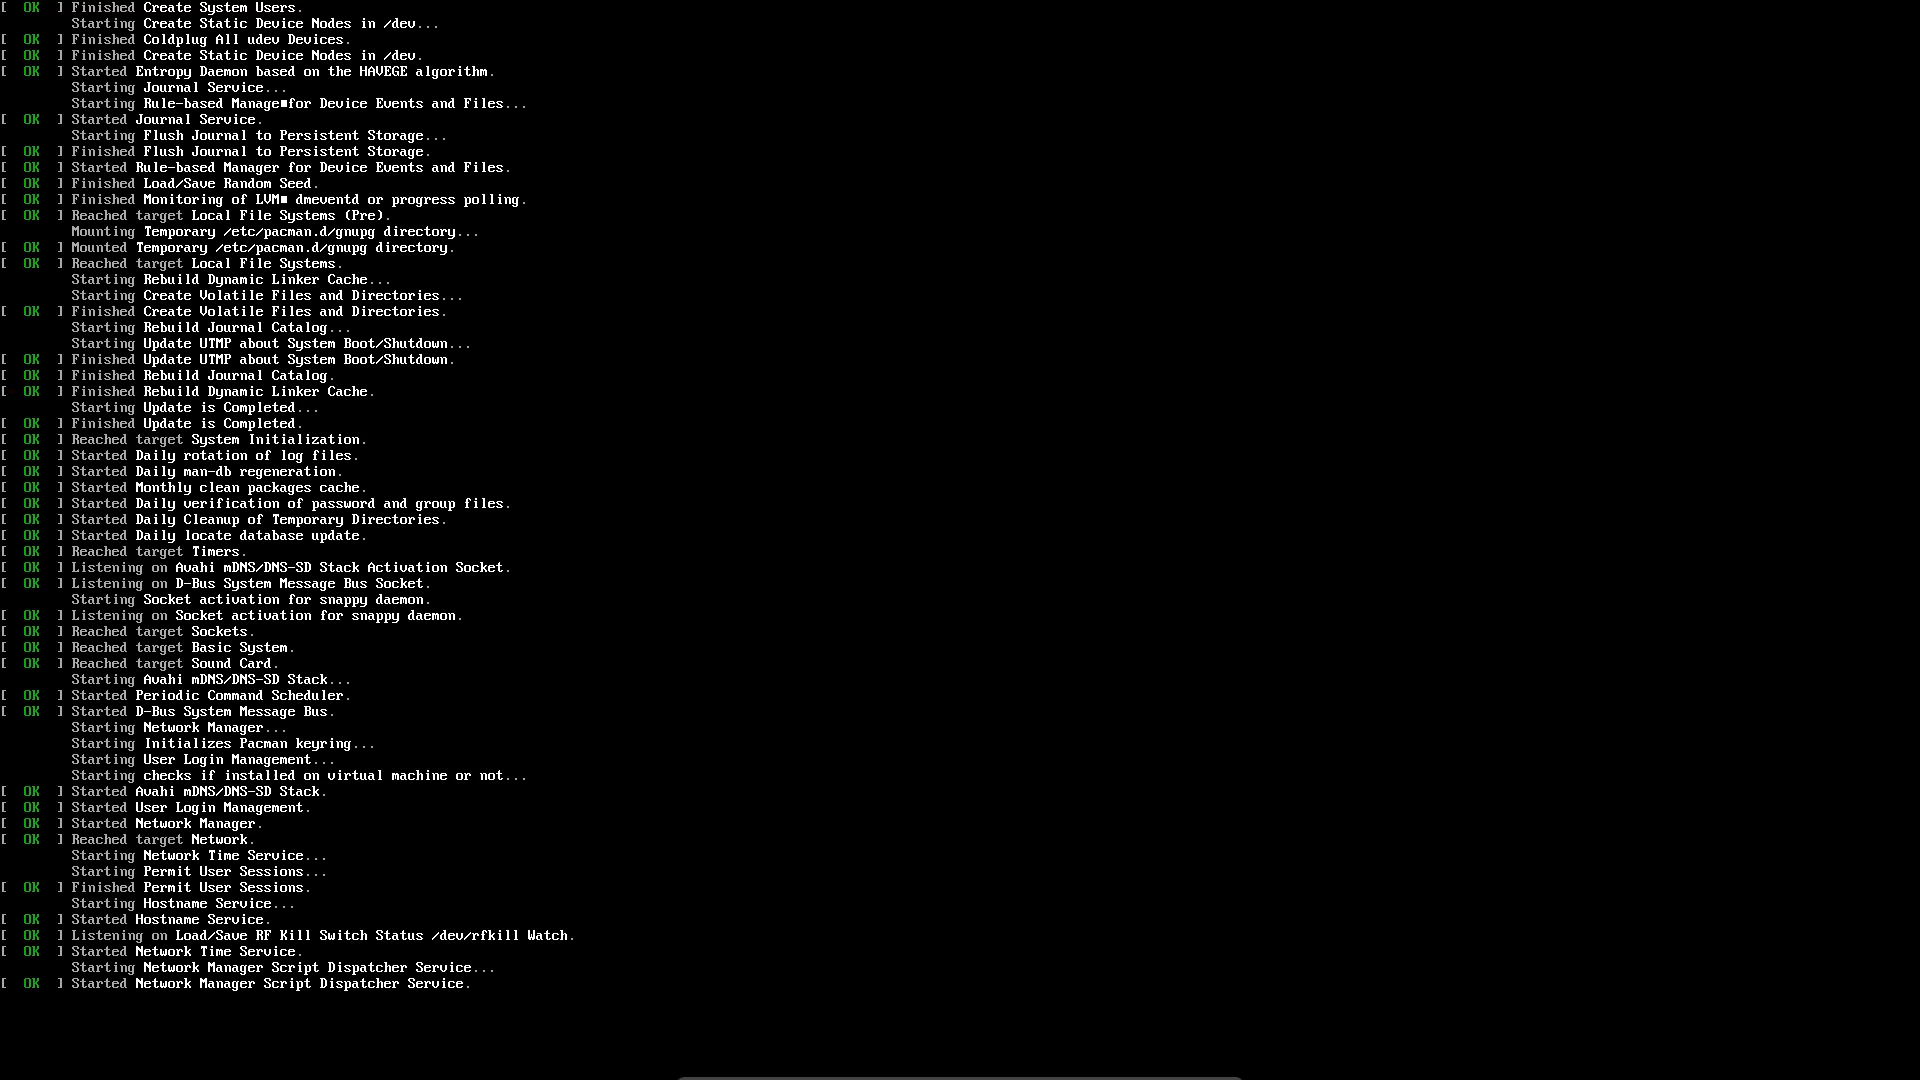 [  OK  ] Finished Create System Users.
         Starting Create Static Device Nodes in /dev...
[  OK  ] Finished Coldplug All udev Devices.
[  OK  ] Finished Create Static Device Nodes in /dev.
[  OK  ] Started Entropy Daemon based on the HAVEGE algorithm.
         Starting Journal Service...
         Starting Rule-based Manage■for Device Events and Files...
[  OK  ] Started Journal Service.
         Starting Flush Journal to Persistent Storage...
[  OK  ] Finished Flush Journal to Persistent Storage.
[  OK  ] Started Rule-based Manager for Device Events and Files.
[  OK  ] Finished Load/Save Random Seed.
[  OK  ] Finished Monitoring of LVM■ dmeventd or progress polling.
[  OK  ] Reached target Local File Systems (Pre).
         Mounting Temporary /etc/pacman.d/gnupg directory...
[  OK  ] Mounted Temporary /etc/pacman.d/gnupg directory.
[  OK  ] Reached target Local File Systems.
         Starting Rebuild Dynamic Linker Cache...
         Starting Create Volatile Files and Directories...
[  OK  ] Finished Create Volatile Files and Directories.
         Starting Rebuild Journal Catalog...
         Starting Update UTMP about System Boot/Shutdown...
[  OK  ] Finished Update UTMP about System Boot/Shutdown.
[  OK  ] Finished Rebuild Journal Catalog.
[  OK  ] Finished Rebuild Dynamic Linker Cache.
         Starting Update is Completed...
[  OK  ] Finished Update is Completed.
[  OK  ] Reached target System Initialization.
[  OK  ] Started Daily rotation of log files.
[  OK  ] Started Daily man-db regeneration.
[  OK  ] Started Monthly clean packages cache.
[  OK  ] Started Daily verification of password and group files.
[  OK  ] Started Daily Cleanup of Temporary Directories.
[  OK  ] Started Daily locate database update.
[  OK  ] Reached target Timers.
[  OK  ] Listening on Avahi mDNS/DNS-SD Stack Activation Socket.
[  OK  ] Listening on D-Bus System Message Bus Socket.
         Starting Socket activation for snappy daemon.
[  OK  ] Listening on Socket activation for snappy daemon.
[  OK  ] Reached target Sockets.
[  OK  ] Reached target Basic System.
[  OK  ] Reached target Sound Card.
         Starting Avahi mDNS/DNS-SD Stack...
[  OK  ] Started Periodic Command Scheduler.
[  OK  ] Started D-Bus System Message Bus.
         Starting Network Manager...
         Starting Initializes Pacman keyring...
         Starting User Login Management...
         Starting checks if installed on virtual machine or not...
[  OK  ] Started Avahi mDNS/DNS-SD Stack.
[  OK  ] Started User Login Management.
[  OK  ] Started Network Manager.
[  OK  ] Reached target Network.
         Starting Network Time Service...
         Starting Permit User Sessions...
[  OK  ] Finished Permit User Sessions.
         Starting Hostname Service...
[  OK  ] Started Hostname Service.
[  OK  ] Listening on Load/Save RF Kill Switch Status /dev/rfkill Watch.
[  OK  ] Started Network Time Service.
         Starting Network Manager Script Dispatcher Service...
[  OK  ] Started Network Manager Script Dispatcher Service.